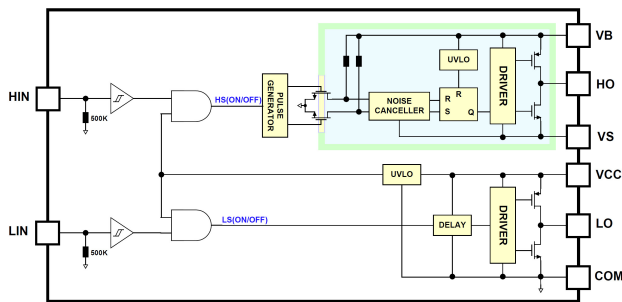 VB
UVLO
HO
HIN
HS(ON/OFF)
PULSE
GENERATOR
NOISE
CANCELLER
R
R
S
Q
DRIVER
500K
VS
UVLO
VCC
LIN
LS(ON/OFF)
DELAY
DRIVER
LO
500K
COM